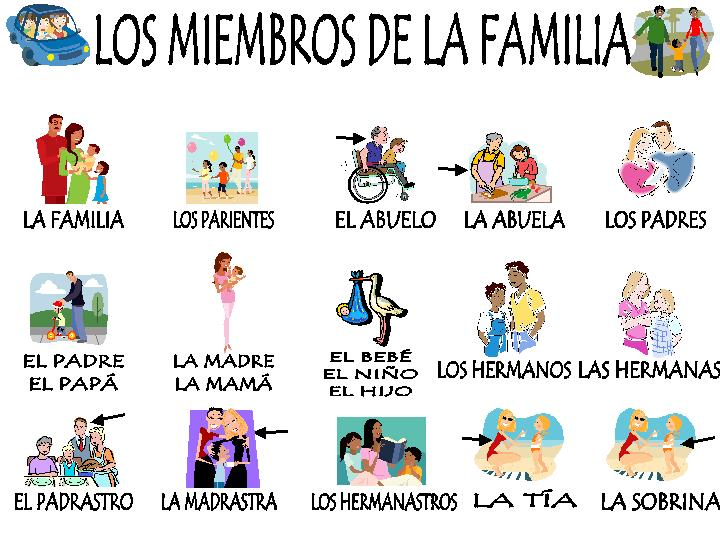 LOS MIEMBROS DE LA FAMILIA
LA FAMILIA
LOS PARIENTES
EL ABUELO
LA ABUELA
LOS PADRES
EL PADRE
EL PAPÁ
LA MADRE
LA MAMÁ
EL BEBÉ
EL NIÑO
EL HIJO
LOS HERMANOS
LAS HERMANAS
EL PADRASTRO
LA MADRASTRA
LOS HERMANASTROS
LA TÍA
LA SOBRINA